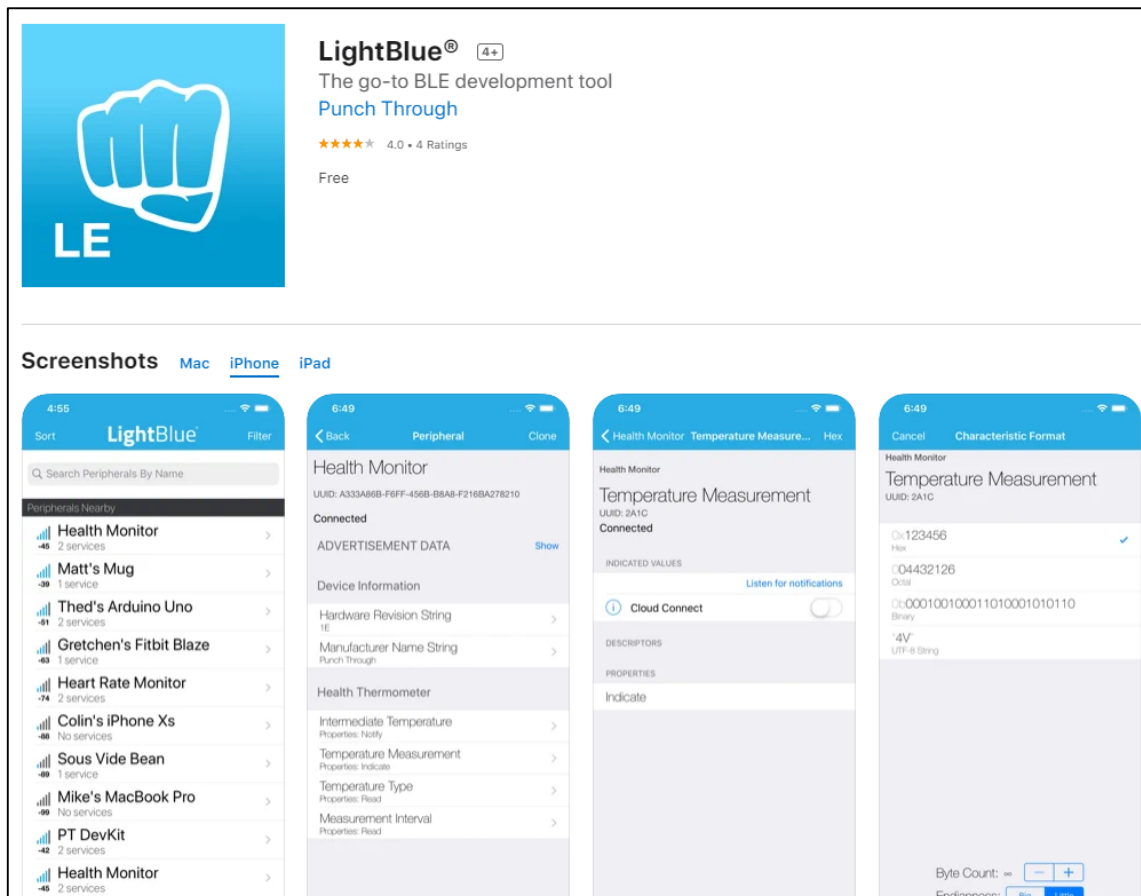 LightBlue® 4+
The go-to BLE development tool
Punch Through
4.0 • 4 Ratings
Free
LE
Screenshots Mac iPhone iPad
4:55
Sort LightBlue Filter
Search Peripherals By Name
Peripherals Nearby
Health Monitor
-45 2 services
Matt's Mug
-39 1 service
Thed's Arduino Uno
-51 2 services
Gretchen's Fitbit Blaze
-63 1 service
Heart Rate Monitor
-74 2 services
Colin's iPhone Xs
No services
Sous Vide Bean
-89 1 service
Mike's MacBook Pro
-99 No services
PT DevKit
-42 2 services
Health Monitor
-45 2 services
6:49
Back Peripheral Clone
Health Monitor
UUID: A333A86B-F6FF-456B-B8A8-F216BA278210
Connected
ADVERTISEMENT DATA Show
Device Information
Hardware Revision String
1E
Manufacturer Name String
Punch Through
Health Thermometer
Intermediate Temperature
Properties: Notify
Temperature Measurement
Properties: Indicate
Temperature Type
Properties: Read
Measurement Interval
Properties: Read
6:49
Health Monitor Temperature Measure... Hex
Health Monitor
Temperature Measurement
UUID: 2A1C
Connected
INDICATED VALUES
Listen for notifications
Cloud Connect
DESCRIPTORS
PROPERTIES
Indicate
6:49
Cancel Characteristic Format
Health Monitor
Temperature Measurement
UUID: 2A1C
0x123456
Hex
004432126
Octal
0b000100100011010001010110
Binary
"4V"
UTF-8 String
Byte Count: ∞ − +
Endianness: Big Little